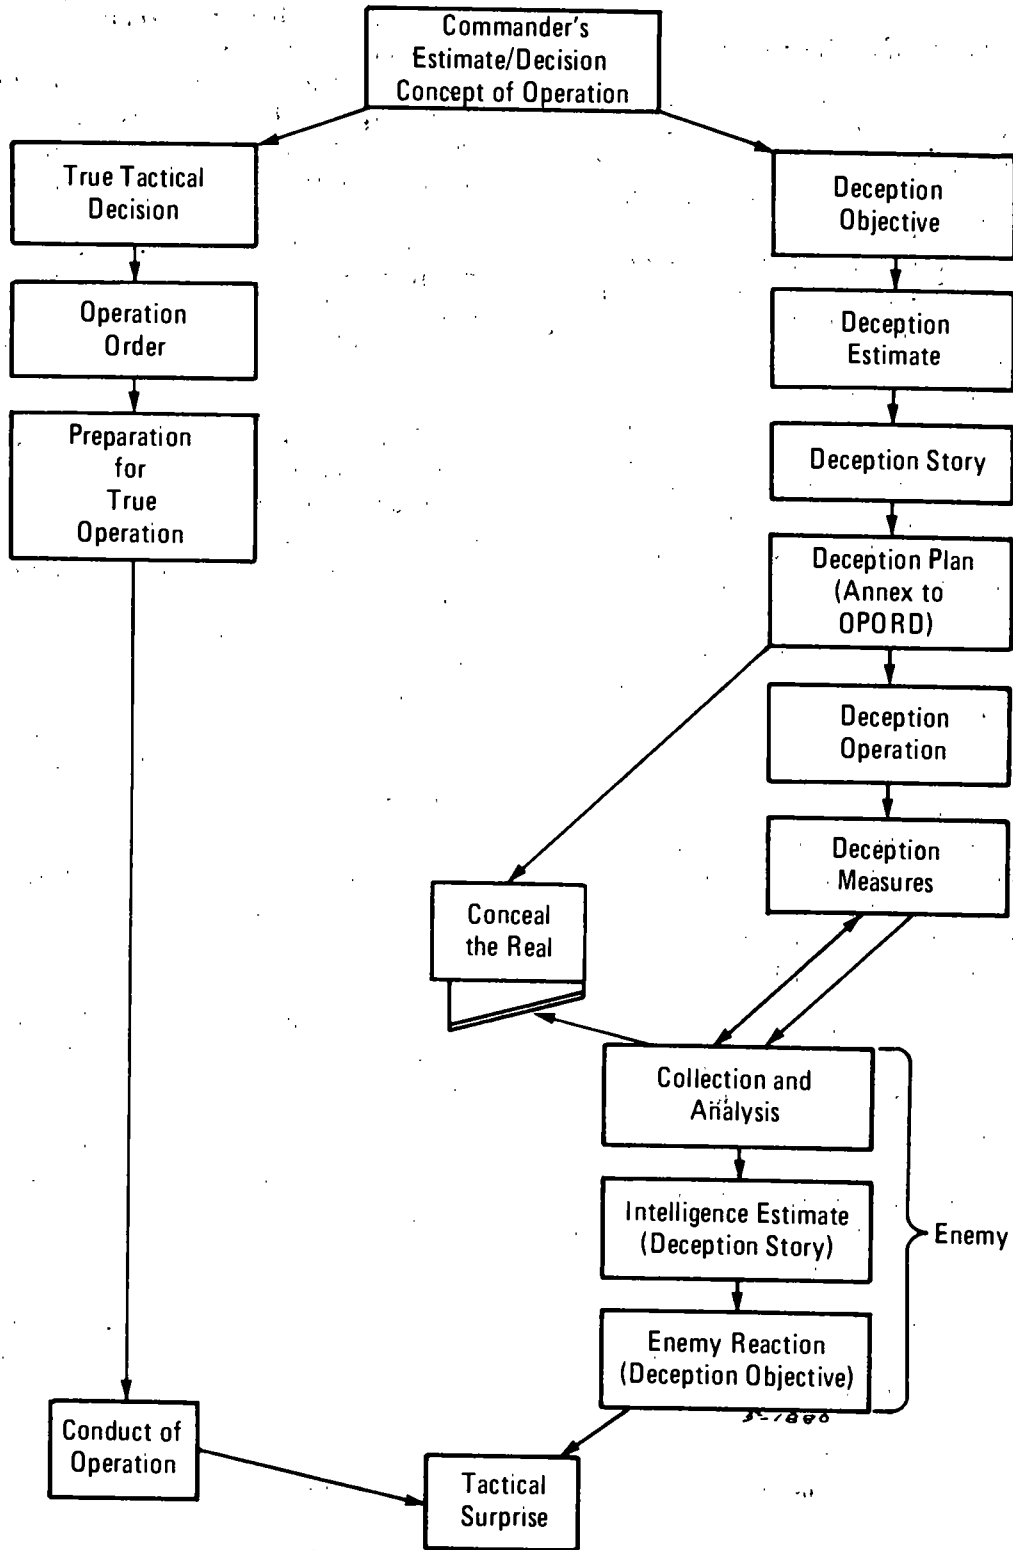 Commander's
Estimate/Decision
Concept of Operation
True Tactical
Decision
Operation
Order
Preparation
for
True
Operation
Deception
Objective
Deception
Estimate
Deception Story
Deception Plan
(Annex to
OPORD)
Deception
Operation
Deception
Measures
Conceal
the Real
Collection and
Analysis
Intelligence Estimate
(Deception Story)
Enemy Reaction
(Deception Objective)
Enemy
Conduct of
Operation
Tactical
Surprise